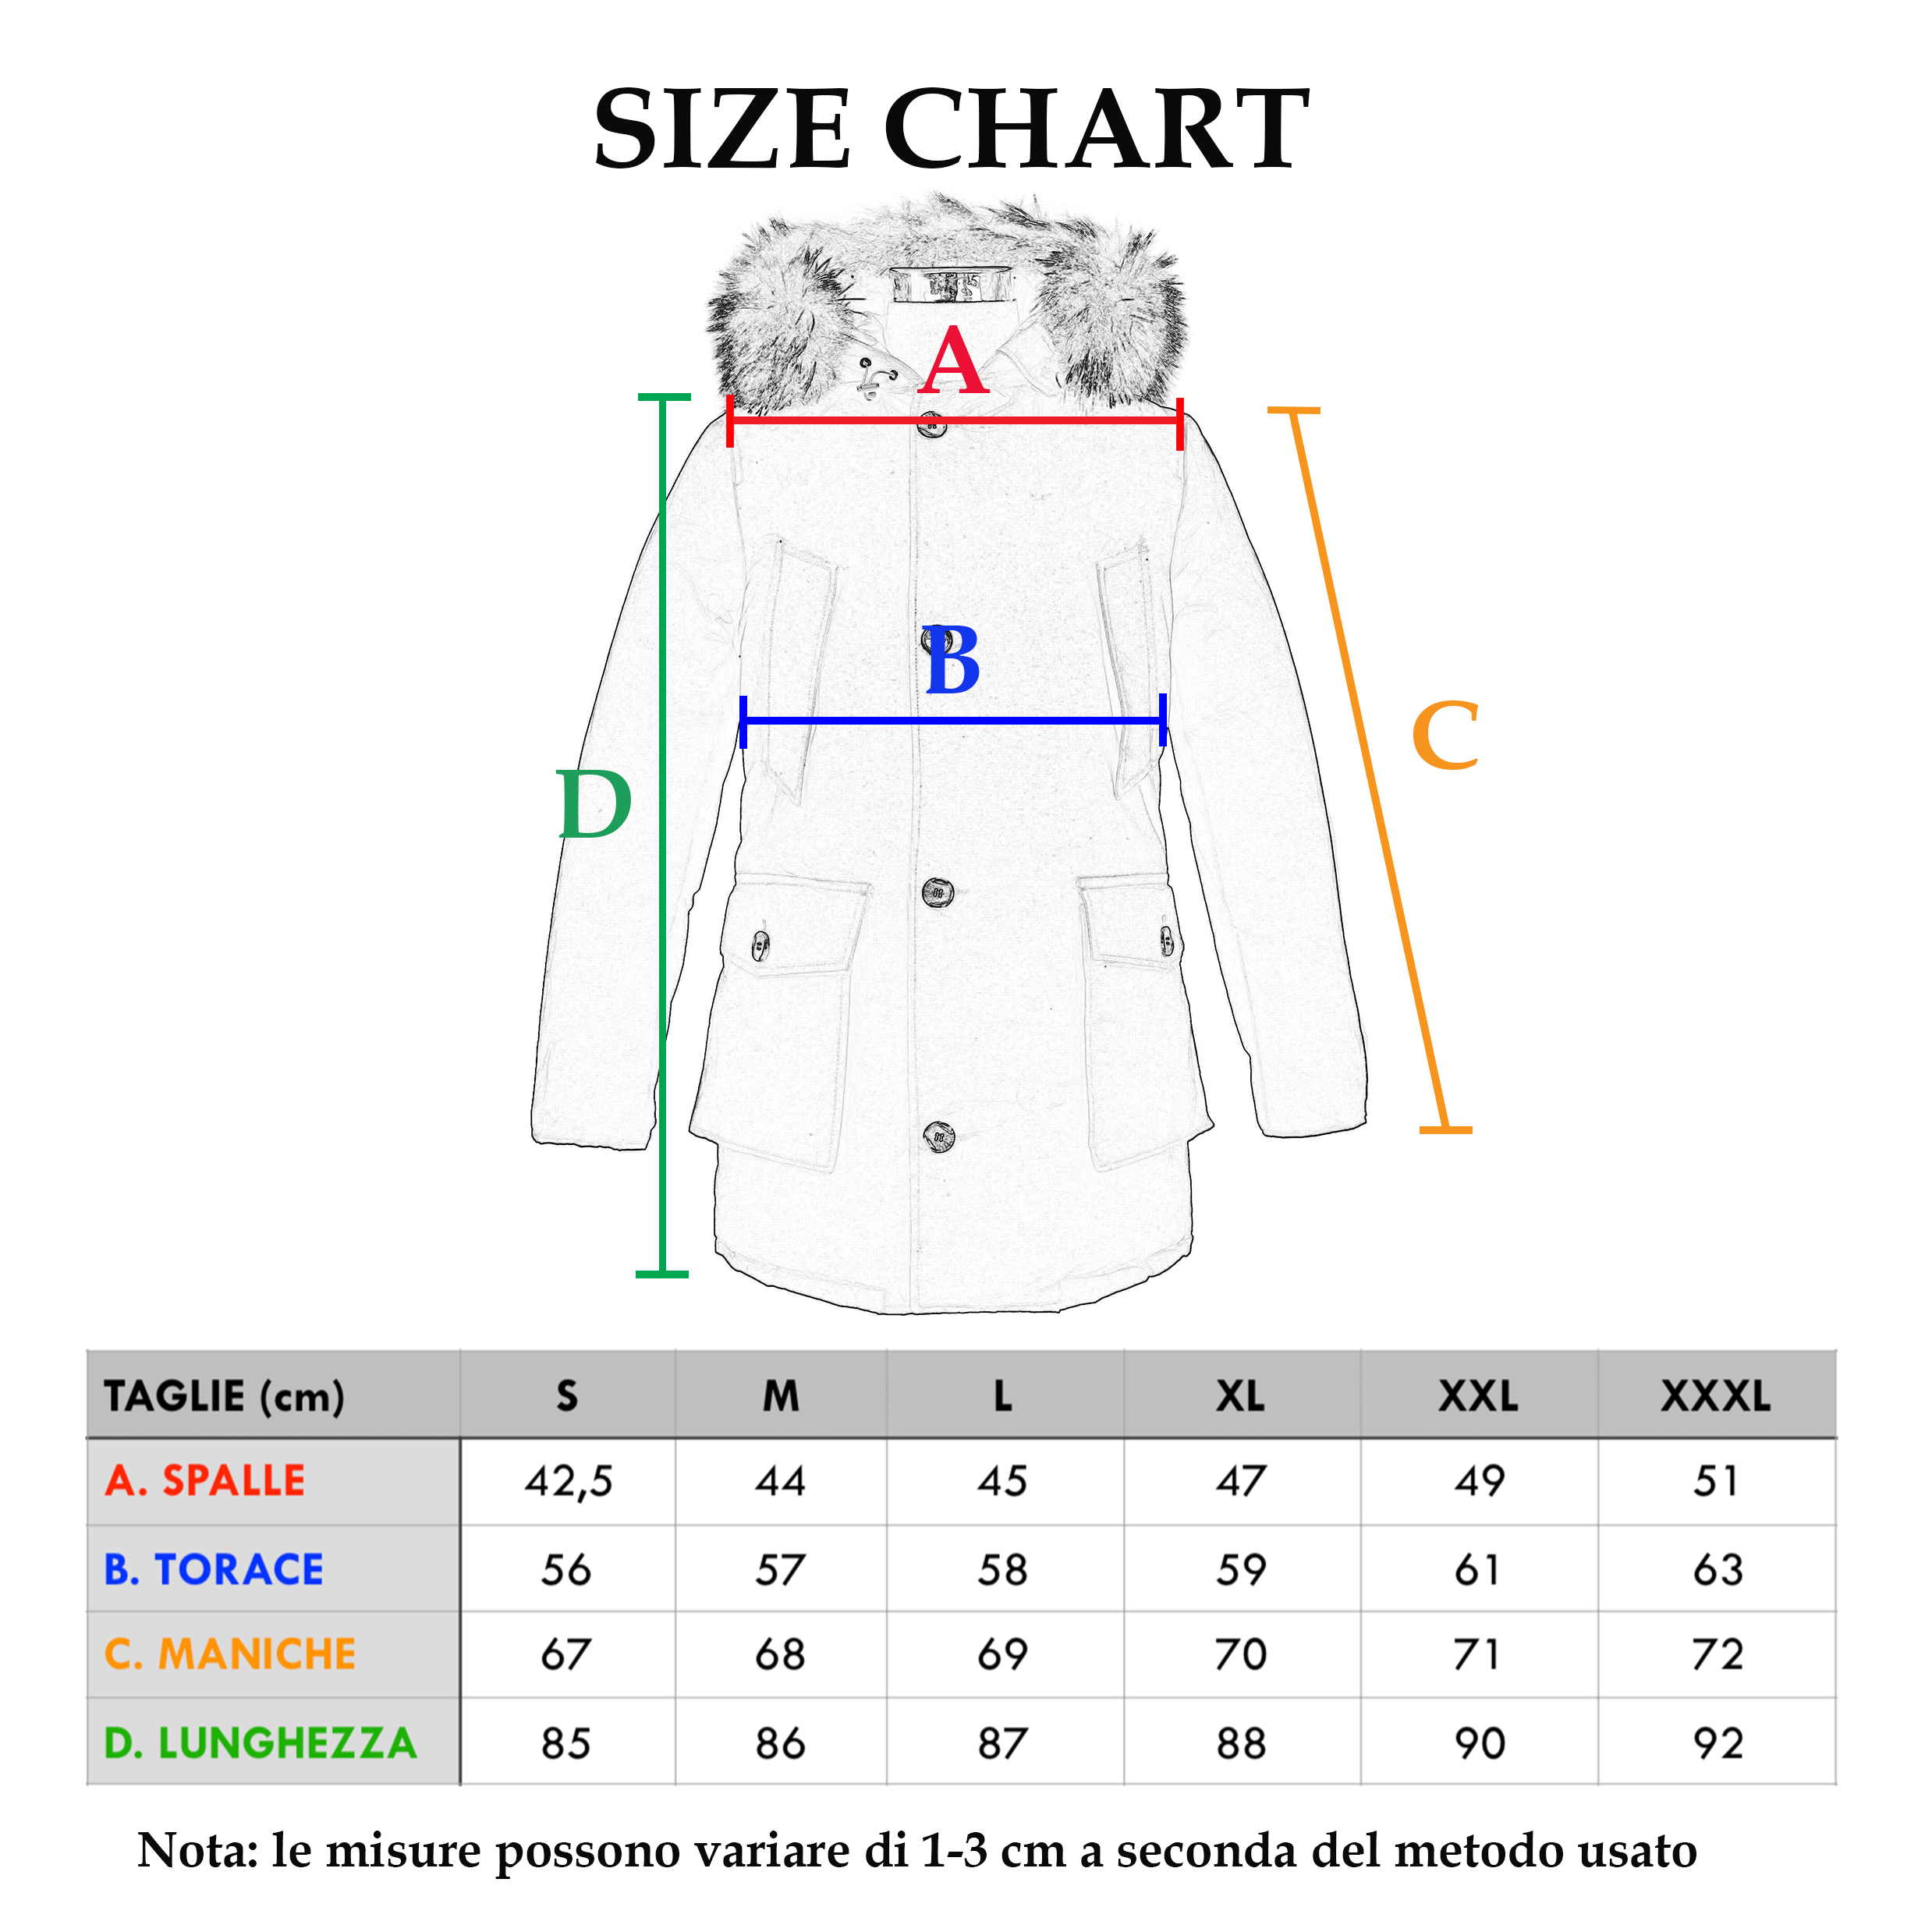 SIZE CHART
A
B
C
D
TAGLIE (cm) S M L XL XXL XXXL
A. SPALLE 42,5 44 45 47 49 51
B. TORACE 56 57 58 59 61 63
C. MANICHE 67 68 69 70 71 72
D. LUNGHEZZA 85 86 87 88 90 92
Nota: le misure possono variare di 1-3 cm a seconda del metodo usato